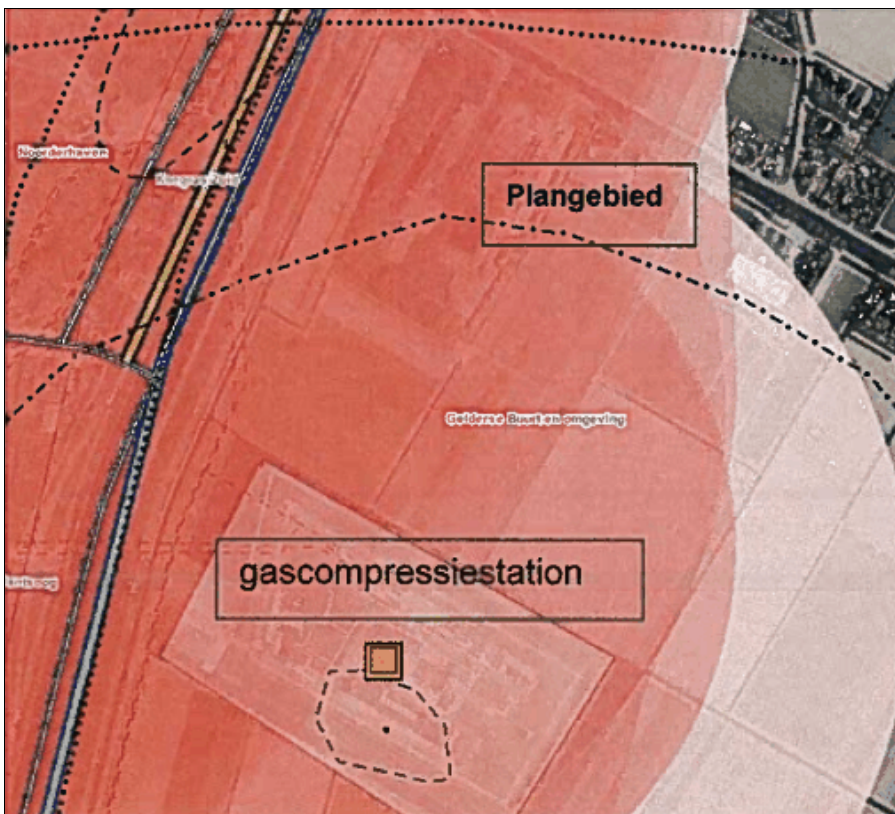 Noorderhaven
Plangebied
Gelderse Buurt en omgeving
gascompressiestation